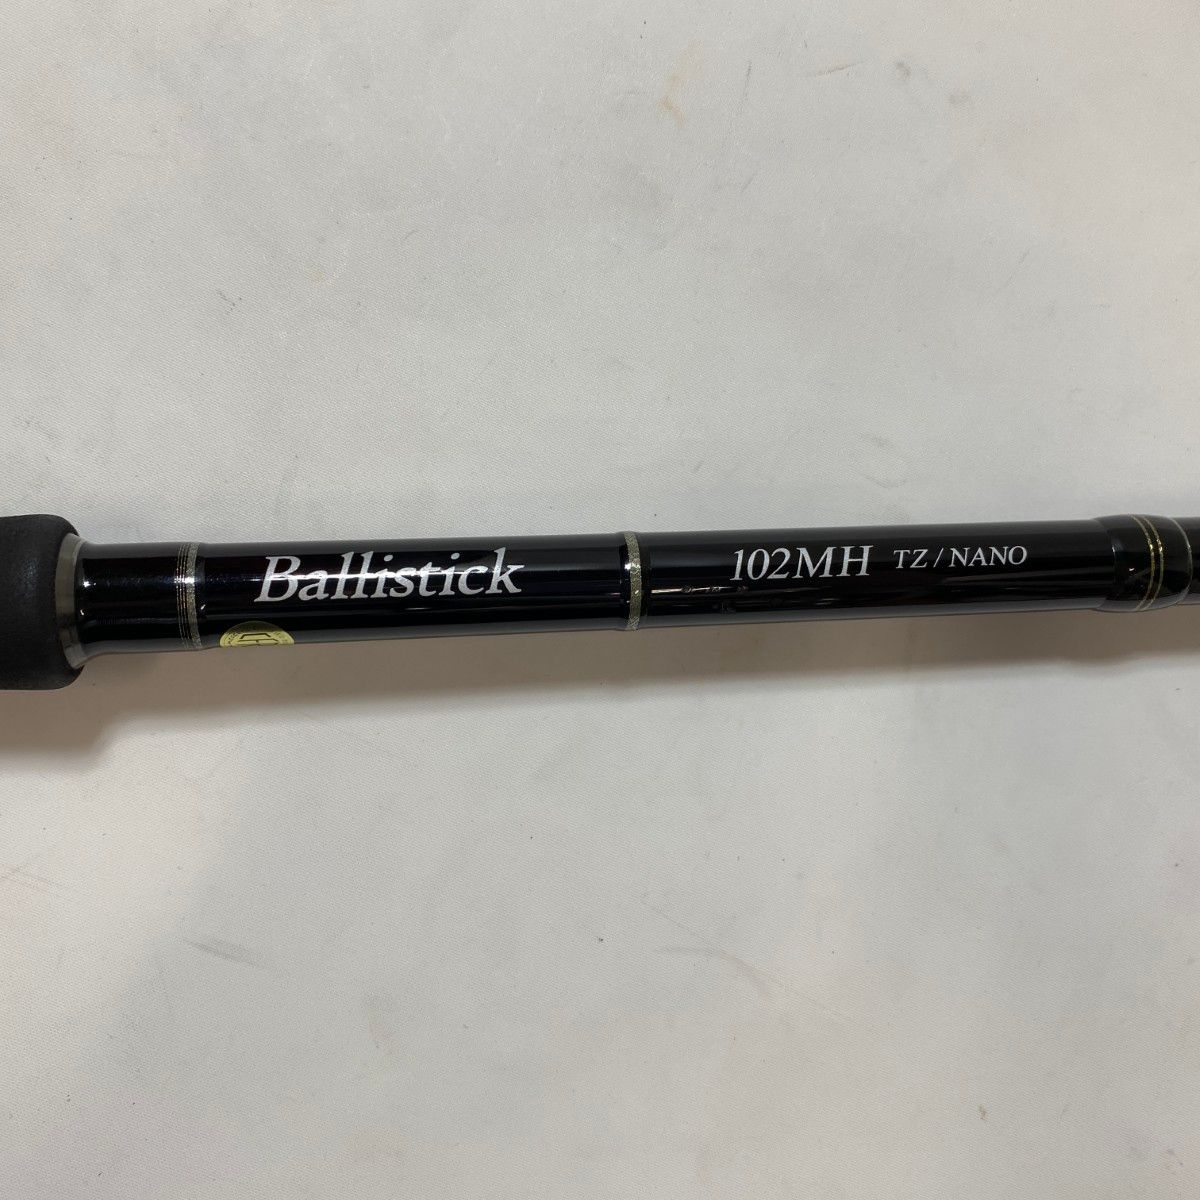 Ballistick
102MH TZ / NANO